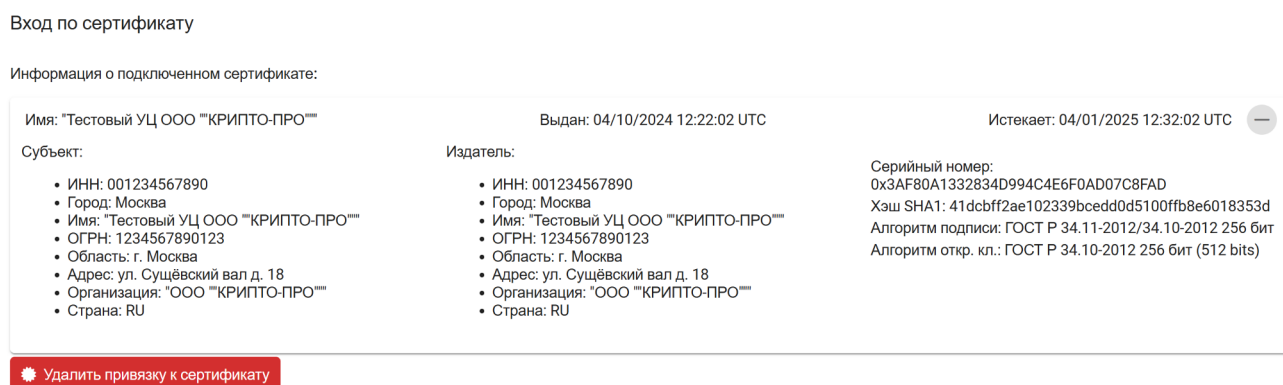 Вход по сертификату
Информация о подключенном сертификате:
Имя: "Тестовый УЦ ООО ""КРИПТО-ПРО"""
Выдан: 04/10/2024 12:22:02 UTC
Истекает: 04/01/2025 12:32:02 UTC
Субъект:
• ИНН: 001234567890
• Город: Москва
• Имя: "Тестовый УЦ ООО ""КРИПТО-ПРО"""
• ОГРН: 1234567890123
• Область: г. Москва
• Адрес: ул. Сущёвский вал д. 18
• Организация: "ООО ""КРИПТО-ПРО"""
• Страна: RU
Издатель:
• ИНН: 001234567890
• Город: Москва
• Имя: "Тестовый УЦ ООО ""КРИПТО-ПРО"""
• ОГРН: 1234567890123
• Область: г. Москва
• Адрес: ул. Сущёвский вал д. 18
• Организация: "ООО ""КРИПТО-ПРО"""
• Страна: RU
Серийный номер:
0x3AF80A1332834D994C4E6F0AD07C8FAD
Хэш SHA1: 41dcbff2ae102339bcedd0d5100ffb8e6018353d
Алгоритм подписи: ГОСТ Р 34.11-2012/34.10-2012 256 бит
Алгоритм откр. кл.: ГОСТ Р 34.10-2012 256 бит (512 bits)
Удалить привязку к сертификату